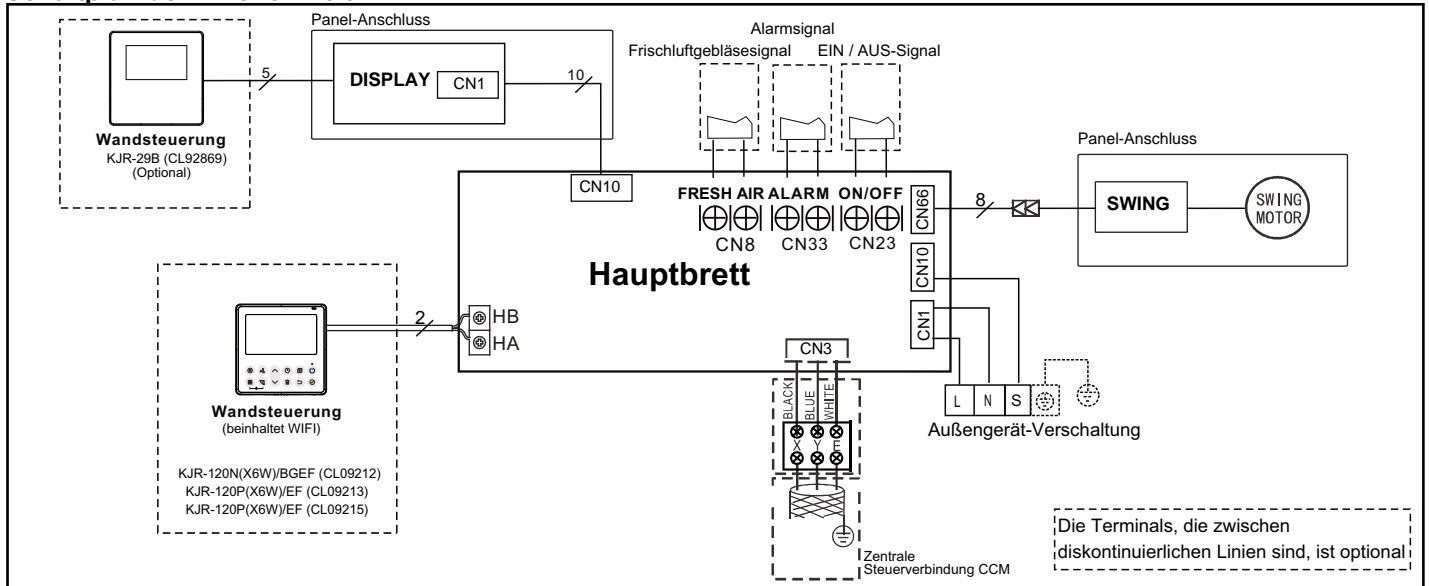 Panel-Anschluss
Alarmsignal
Frischluftgebläsesignal
EIN / AUS-Signal
5
DISPLAY
CN1
10
Wandsteuerung
KJR-29B (CL92869)
(Optional)
Panel-Anschluss
CN10
FRESH AIR ALARM ON/OFF
CN8
CN33
CN23
CN66
8
SWING
SWING
MOTOR
Hauptbrett
CN10
CN1
2
HB
HA
CN3
BLACK
BLUE
WHITE
X
Y
E
L
N
S
Außengerät-Verschaltung
Wandsteuerung
(beinhaltet WIFI)
KJR-120N(X6W)/BGEF (CL09212)
KJR-120P(X6W)/EF (CL09213)
KJR-120P(X6W)/EF (CL09215)
Zentrale
Steuerverbindung CCM
Die Terminals, die zwischen
diskontinuierlichen Linien sind, ist optional